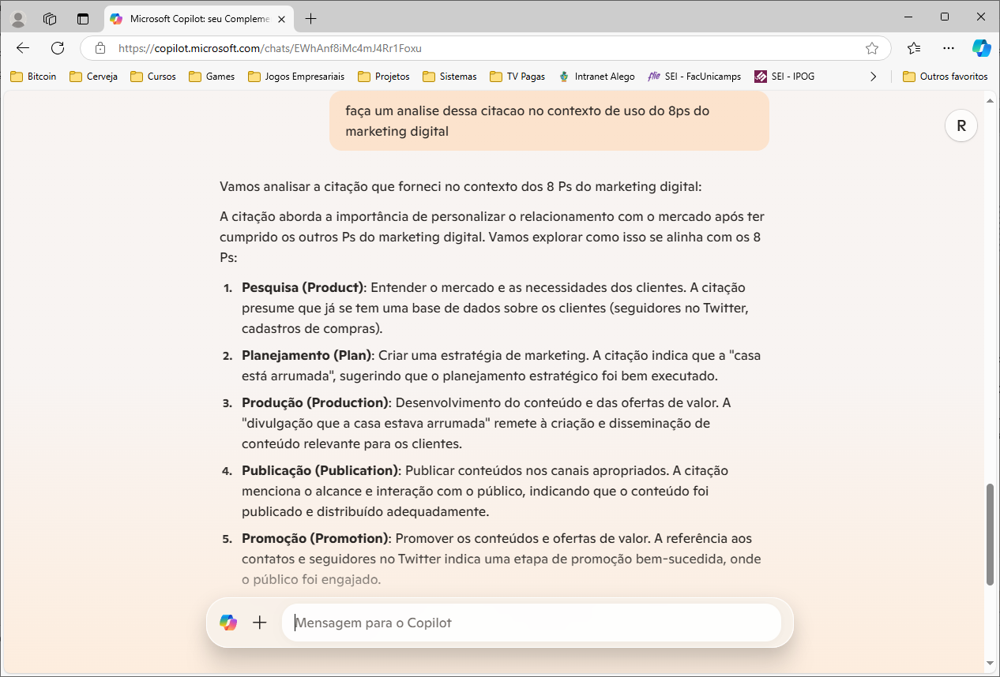 Microsoft Copilot: seu Compleme
https://copilot.microsoft.com/chats/EWhAnf8iMc4mJ4Rr1Foxu
Bitcoin Cerveja Cursos Games Jogos Empresariais Projetos Sistemas TV Pagas Intranet Alego flie SEI - FacUnicamps SEI - IPOG Outros favoritos
faça um analise dessa citacao no contexto de uso do 8ps do
marketing digital
R
Vamos analisar a citação que forneci no contexto dos 8 Ps do marketing digital:
A citação aborda a importância de personalizar o relacionamento com o mercado após ter
cumprido os outros Ps do marketing digital. Vamos explorar como isso se alinha com os 8
Ps:
1. Pesquisa (Product): Entender o mercado e as necessidades dos clientes. A citação
presume que já se tem uma base de dados sobre os clientes (seguidores no Twitter,
cadastros de compras).
2. Planejamento (Plan): Criar uma estratégia de marketing. A citação indica que a "casa
está arrumada", sugerindo que o planejamento estratégico foi bem executado.
3. Produção (Production): Desenvolvimento do conteúdo e das ofertas de valor. A
"divulgação que a casa estava arrumada" remete à criação e disseminação de
conteúdo relevante para os clientes.
4. Publicação (Publication): Publicar conteúdos nos canais apropriados. A citação
menciona o alcance e interação com o público, indicando que o conteúdo foi
publicado e distribuído adequadamente.
5. Promoção (Promotion): Promover os conteúdos e ofertas de valor. A referência aos
contatos e seguidores no Twitter indica uma etapa de promoção bem-sucedida, onde
o público foi engajado.
Mensagem para o Copilot